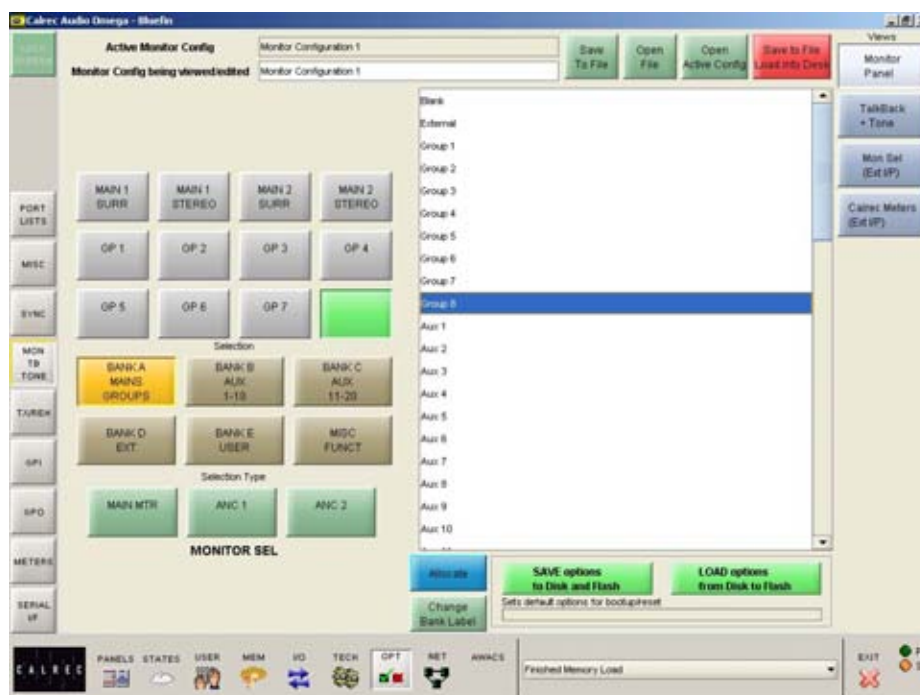 Calrec Audio Omega - Bluefin
Active Monitor Config
Monitor Configuration 1
Monitor Config being viewed/edited
Monitor Configuration 1
Save To File
Open File
Open Active Config
Save to File Load into Desk
Views
Monitor Panel
TalkBack + Tone
Mon Sel (Ext I/P)
Calrec Meters (Ext I/P)
PORT LISTS
MISC
SYNC
MON TB TONE
TX/REH
GPI
GPO
METERS
SERIAL I/F
MAIN 1 SURR
MAIN 1 STEREO
MAIN 2 SURR
MAIN 2 STEREO
GP 1
GP 2
GP 3
GP 4
GP 5
GP 6
GP 7
Selection
BANK A MAINS GROUPS
BANK B AUX 1-10
BANK C AUX 11-20
BANK D EXT
BANK E USER
MISC FUNCT
Selection Type
MAIN MTR
ANC 1
ANC 2
MONITOR SEL
Blank
External
Group 1
Group 2
Group 3
Group 4
Group 5
Group 6
Group 7
Group 8
Aux 1
Aux 2
Aux 3
Aux 4
Aux 5
Aux 6
Aux 7
Aux 8
Aux 9
Aux 10
Allocate
Change Bank Label
SAVE options to Disk and Flash
LOAD options from Disk to Flash
Sets default options for bootup/reset
CALREC
PANELS
STATES
USER
MEM
I/O
TECH
OPT
NET
AWACS
Finished Memory Load
EXIT